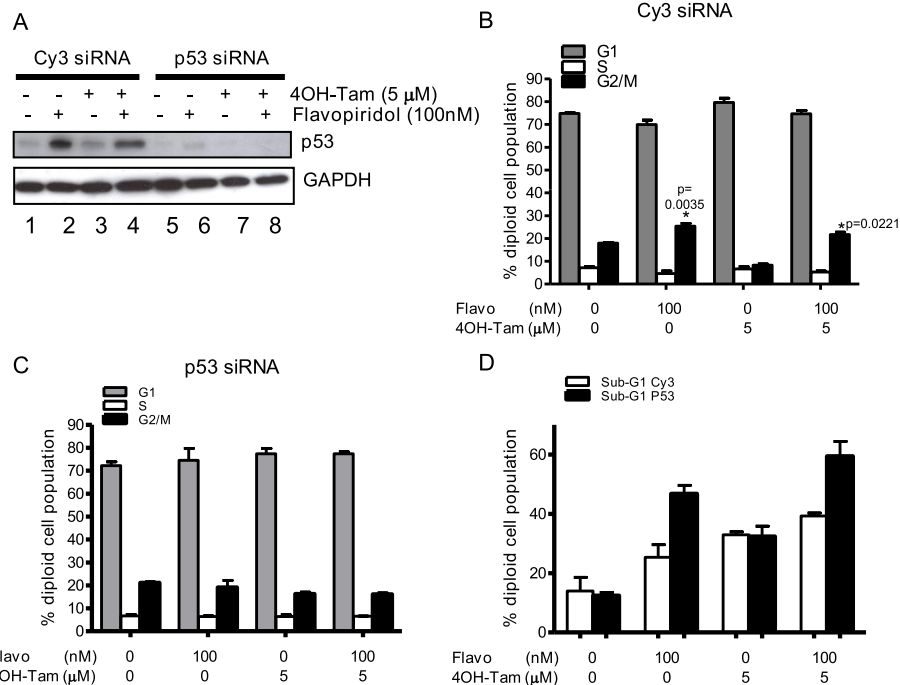 A
Cy3 siRNA p53 siRNA
- - + + - - + +
4OH-Tam (5 µM)
- + - + - + - +
Flavopiridol (100nM)
p53
GAPDH
1 2 3 4 5 6 7 8
B
Cy3 siRNA
G1
S
G2/M
% diploid cell population
90
80
70
60
50
40
30
20
10
0
p=
0.0035
*
*p=0.0221
Flavo (nM) 0 100 0 100
4OH-Tam (µM) 0 0 5 5
C
p53 siRNA
G1
S
G2/M
% diploid cell population
90
80
70
60
50
40
30
20
10
0
lavo (nM) 0 100 0 100
OH-Tam (µM) 0 0 5 5
D
Sub-G1 Cy3
Sub-G1 P53
% diploid cell population
60
40
20
0
Flavo (nM) 0 100 0 100
4OH-Tam (µM) 0 0 5 5